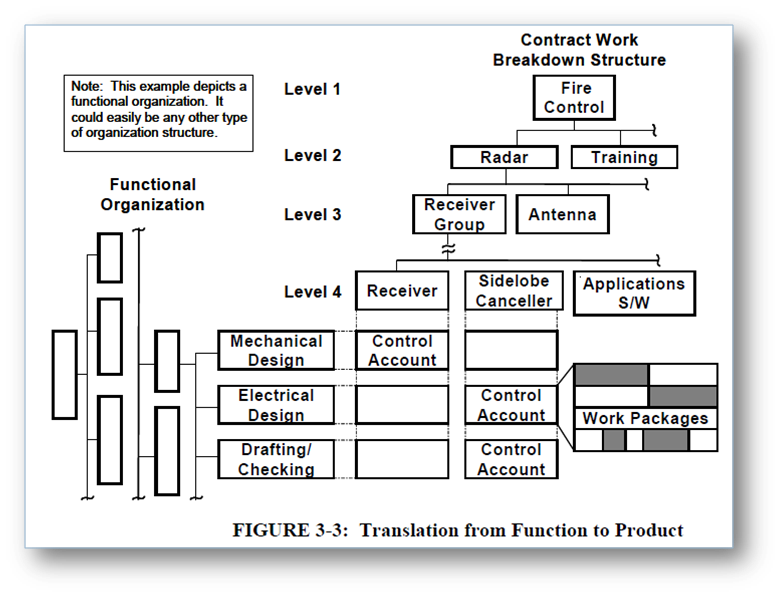 Contract Work
Breakdown Structure
Note:  This example depicts a
functional organization.  It
could easily be any other type
of organization structure.
Level 1
Fire
Control
Level 2
Radar
Training
Functional
Organization
Level 3
Receiver
Group
Antenna
Level 4
Receiver
Sidelobe
Canceller
Applications
S/W
Mechanical
Design
Control
Account
Electrical
Design
Control
Account
Work Packages
Drafting/
Checking
Control
Account
FIGURE 3-3:  Translation from Function to Product